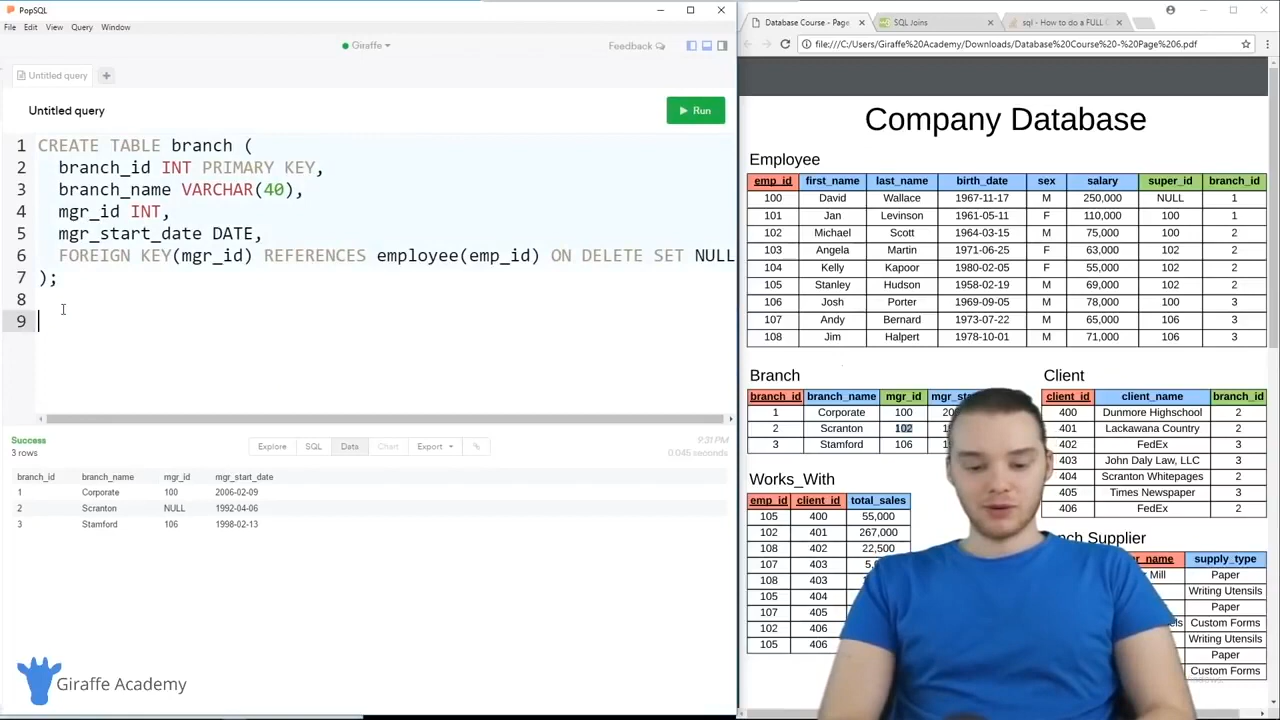 PopSQL
File Edit View Query Window
Giraffe
Feedback
Untitled query
Untitled query
Run
1 CREATE TABLE branch (
2 branch_id INT PRIMARY KEY,
3 branch_name VARCHAR(40),
4 mgr_id INT,
5 mgr_start_date DATE,
6 FOREIGN KEY(mgr_id) REFERENCES employee(emp_id) ON DELETE SET NULL
7 );
8
9
Success
3 rows
Explore SQL Data Chart Export
9:31 PM
0.045 seconds
branch_id branch_name mgr_id mgr_start_date
1 Corporate 100 2006-02-09
2 Scranton NULL 1992-04-06
3 Stamford 106 1998-02-13
Giraffe Academy
Database Course - Page
SQL Joins
sql - How to do a FULL
file:///C:/Users/Giraffe%20Academy/Downloads/Database%20Course%20-%20Page%206.pdf
Company Database
Employee
emp_id first_name last_name birth_date sex salary super_id branch_id
100 David Wallace 1967-11-17 M 250,000 NULL 1
101 Jan Levinson 1961-05-11 F 110,000 100 1
102 Michael Scott 1964-03-15 M 75,000 100 2
103 Angela Martin 1971-06-25 F 63,000 102 2
104 Kelly Kapoor 1980-02-05 F 55,000 102 2
105 Stanley Hudson 1958-02-19 M 69,000 102 2
106 Josh Porter 1969-09-05 M 78,000 100 3
107 Andy Bernard 1973-07-22 M 65,000 106 3
108 Jim Halpert 1978-10-01 M 71,000 106 3
Branch
branch_id branch_name mgr_id
1 Corporate 100
2 Scranton 102
3 Stamford 106
Client
client_id client_name branch_id
400 Dunmore Highschool 2
401 Lackawana Country 2
402 FedEx 3
403 John Daly Law, LLC 3
404 Scranton Whitepages 2
405 Times Newspaper 3
406 FedEx 2
Works_With
emp_id client_id total_sales
105 400 55,000
102 401 267,000
108 402 22,500
107 403
108 403
105 404
107 405
102 406
105 406
Supplier
supply_type
Mill Paper
Writing Utensils
Paper
Custom Forms
Writing Utensils
Paper
Custom Forms